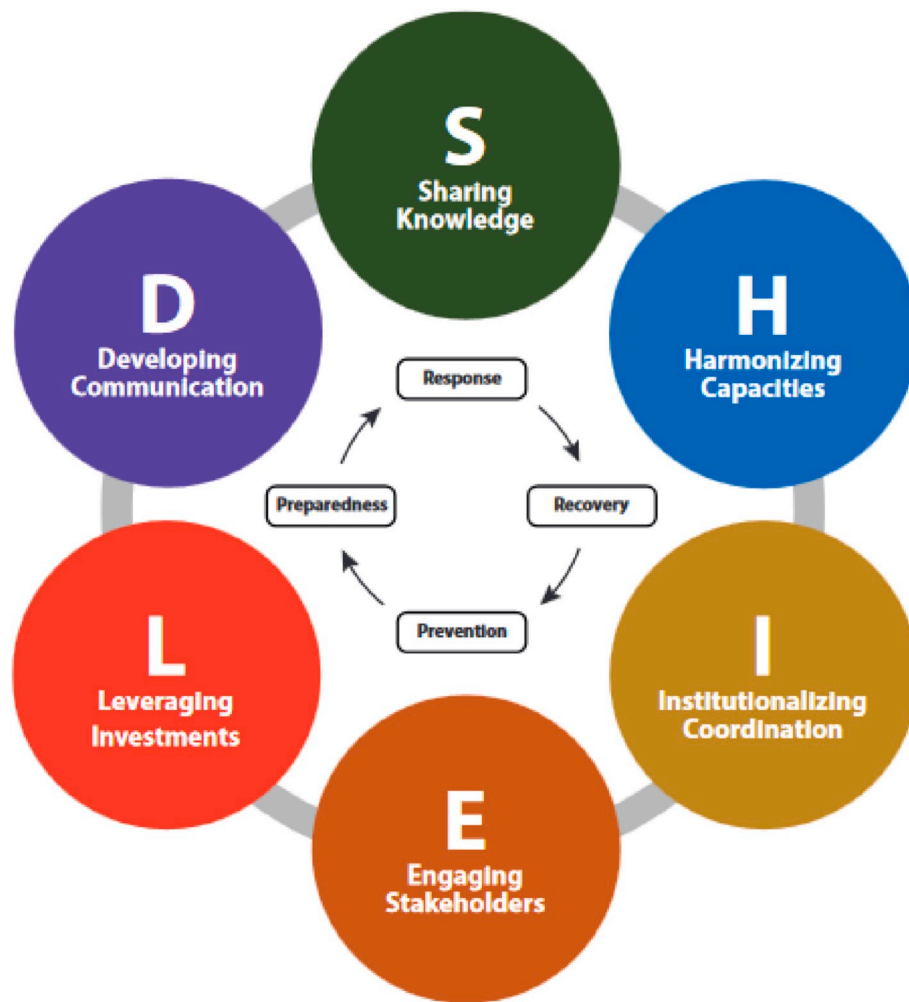 S
Sharing
Knowledge
H
Harmonizing
Capacities
I
Institutionalizing
Coordination
E
Engaging
Stakeholders
L
Leveraging
Investments
D
Developing
Communication
Response
Recovery
Prevention
Preparedness